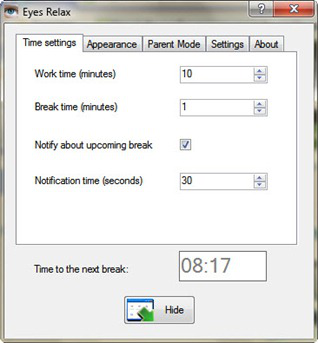 Eyes Relax
Time settings Appearance Parent Mode Settings About
Work time (minutes) 10
Break time (minutes) 1
Notify about upcoming break
Notification time (seconds) 30
Time to the next break: 08:17
Hide